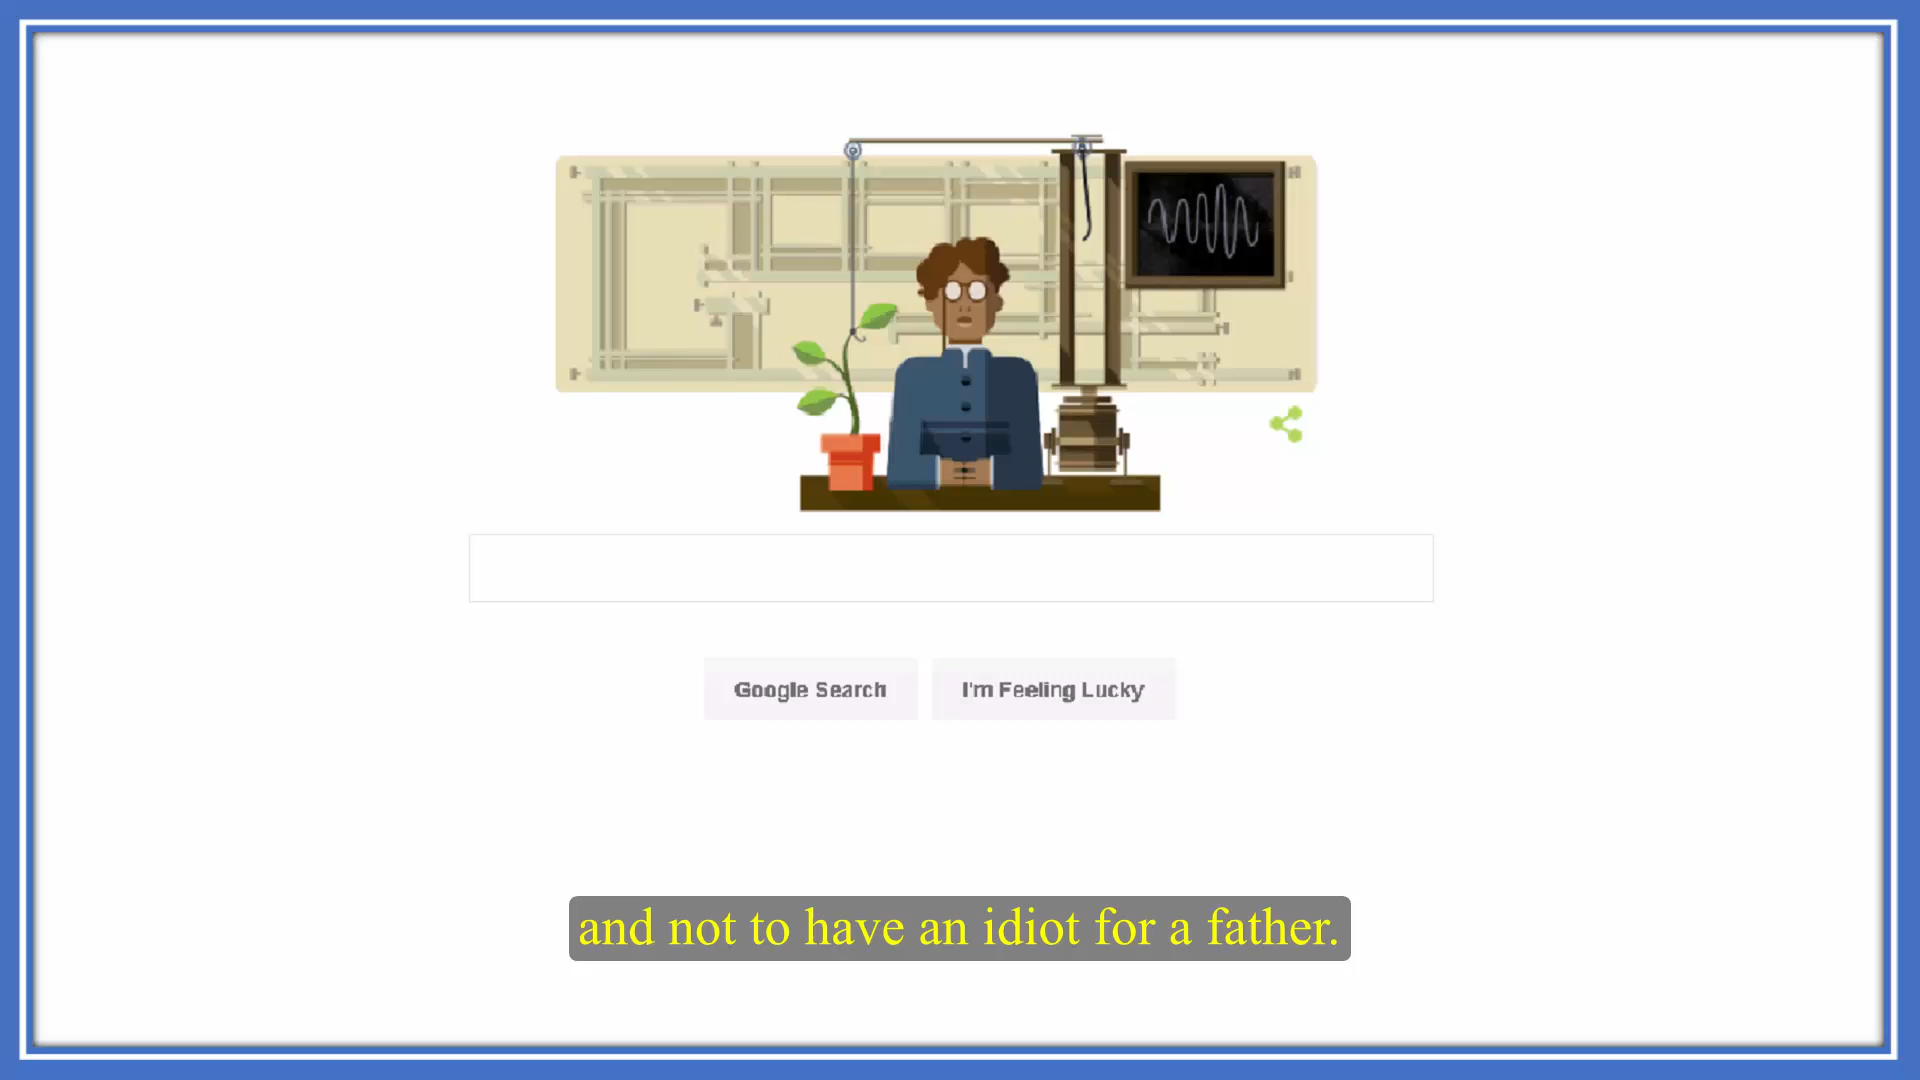 Google Search
I'm Feeling Lucky
and not to have an idiot for a father.